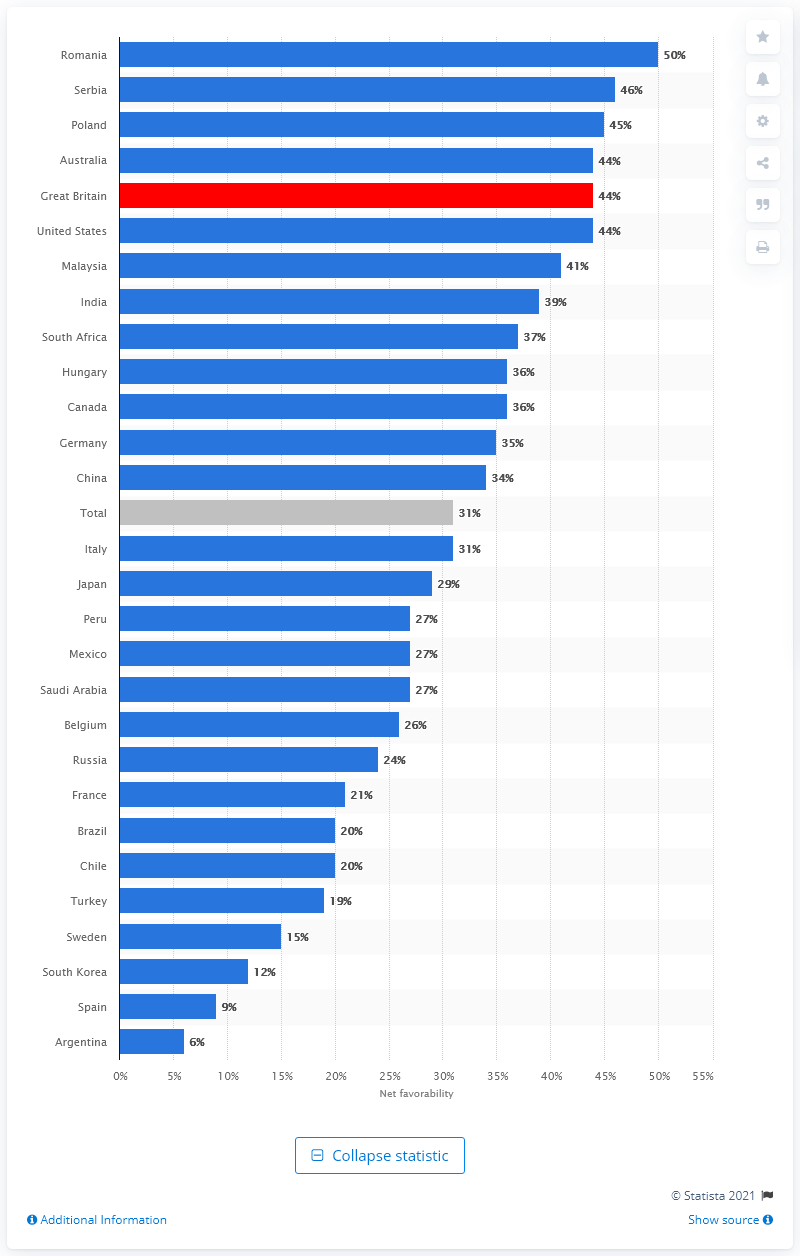 Romania 50%
Serbia 46%
Poland 45%
Australia 44%
Great Britain 44%
United States 44%
Malaysia 41%
India 39%
South Africa 37%
Hungary 36%
Canada 36%
Germany 35%
China 34%
Total 31%
Italy 31%
Japan 29%
Peru 27%
Mexico 27%
Saudi Arabia 27%
Belgium 26%
Russia 24%
France 21%
Brazil 20%
Chile 20%
Turkey 19%
Sweden 15%
South Korea 12%
Spain 9%
Argentina 6%
0% 5% 10% 15% 20% 25% 30% 35% 40% 45% 50% 55%
Net favorability
Collapse statistic
© Statista 2021
Additional Information Show source